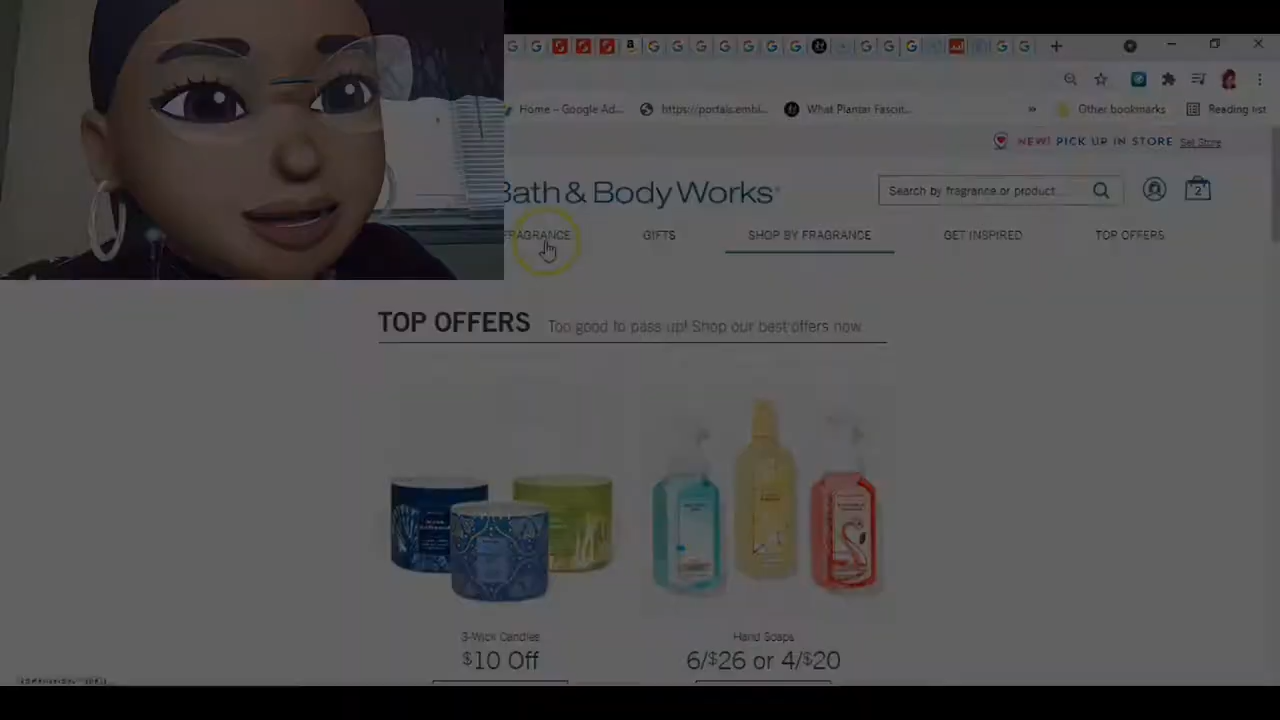 Home - Google Ad...
https://portals.embi...
What Plantar Fascit...
»
Other bookmarks
Reading list
NEW! PICK UP IN STORE Set Store
Bath & Body Works
Search by fragrance or product...
2
FRAGRANCE
GIFTS
SHOP BY FRAGRANCE
GET INSPIRED
TOP OFFERS
TOP OFFERS Too good to pass up! Shop our best offers now
3-Wick Candles
$10 Off
Hand Soaps
6/$26 or 4/$20